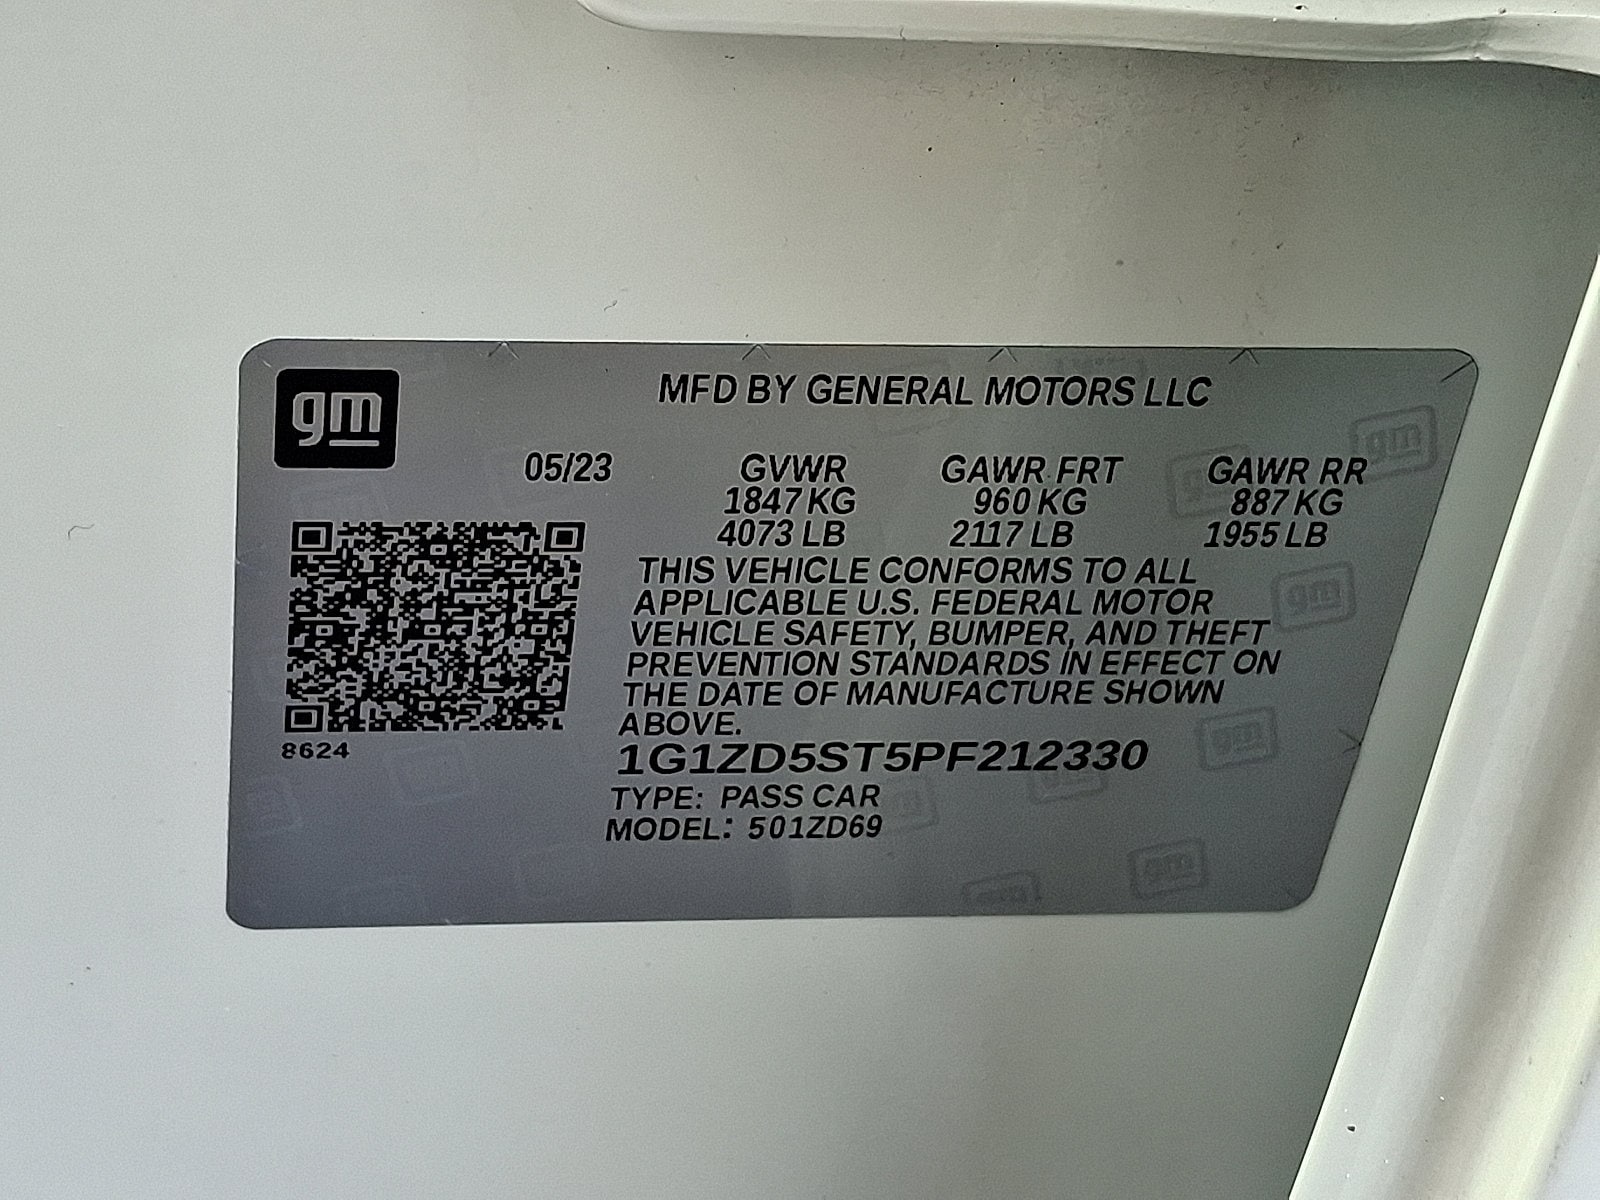 gm
MFD BY GENERAL MOTORS LLC
05/23 GVWR GAWR FRT GAWR RR
1847 KG 960 KG 887 KG
4073 LB 2117 LB 1955 LB
THIS VEHICLE CONFORMS TO ALL
APPLICABLE U.S. FEDERAL MOTOR
VEHICLE SAFETY, BUMPER, AND THEFT
PREVENTION STANDARDS IN EFFECT ON
THE DATE OF MANUFACTURE SHOWN
ABOVE.
8624
1G1ZD5ST5PF212330
TYPE: PASS CAR
MODEL: 501ZD69